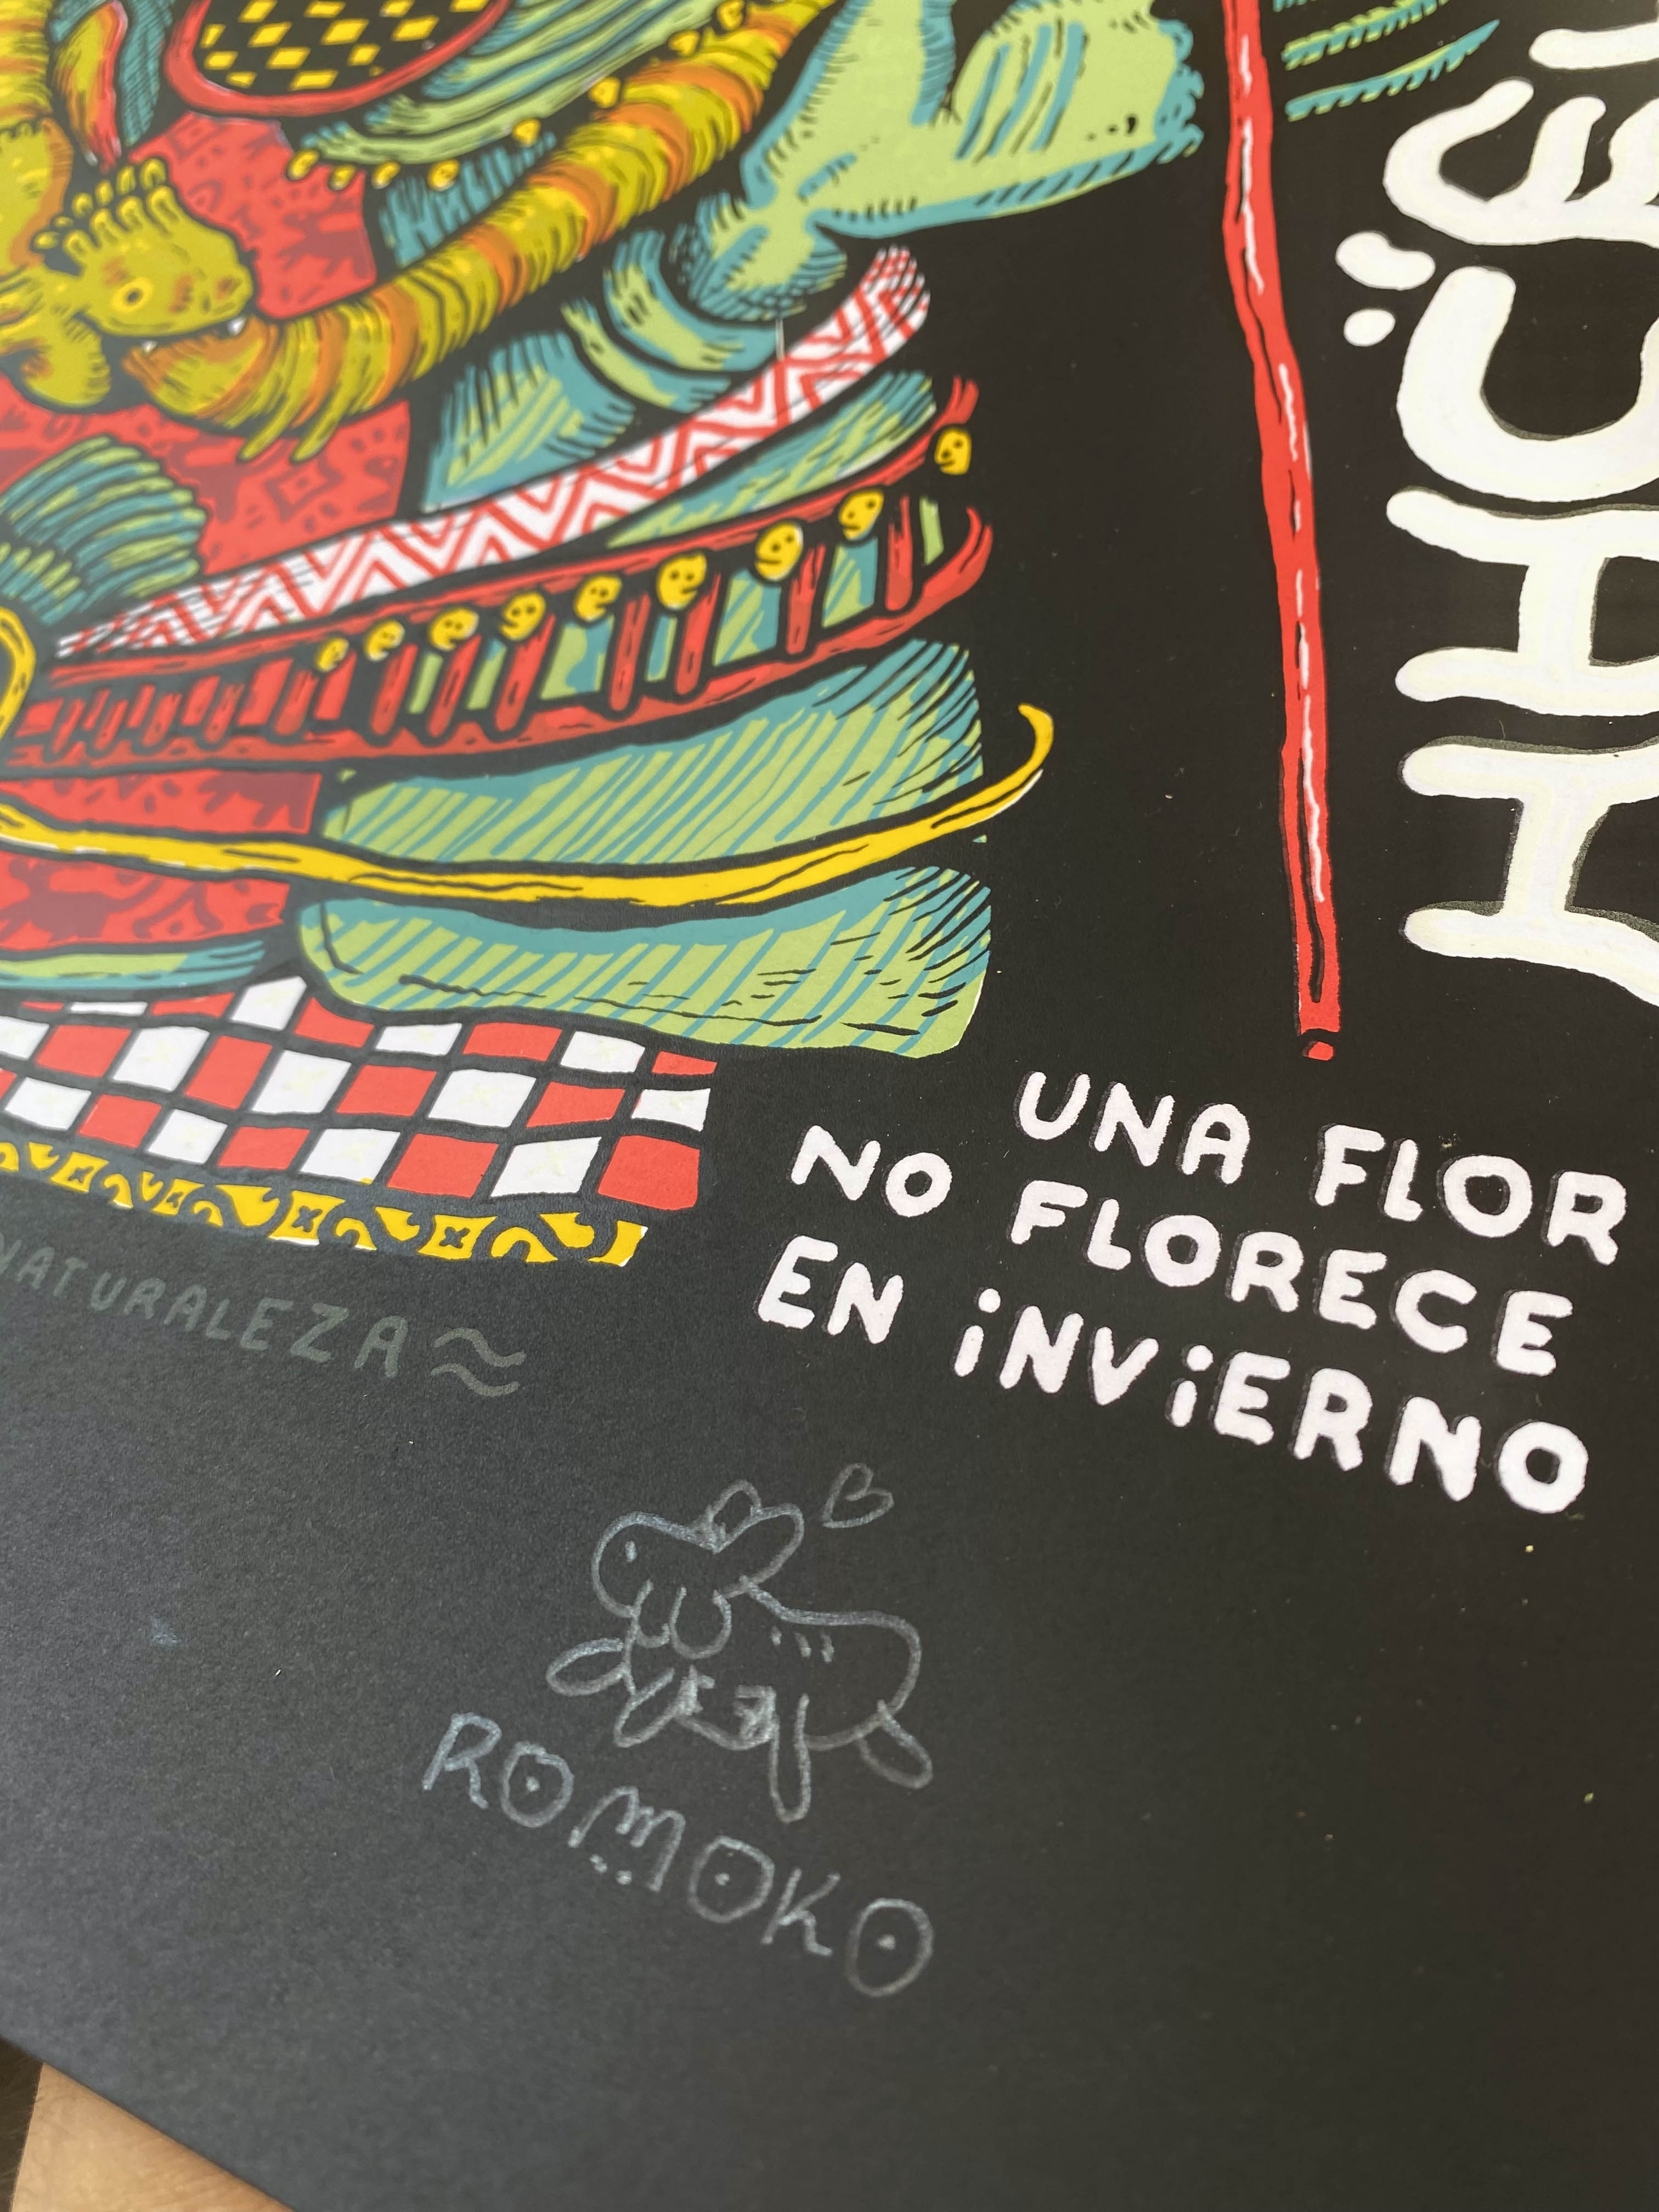 UNA FLOR
NO FLORECE
EN iNViERNO
NATURALEZA
ROMOKO